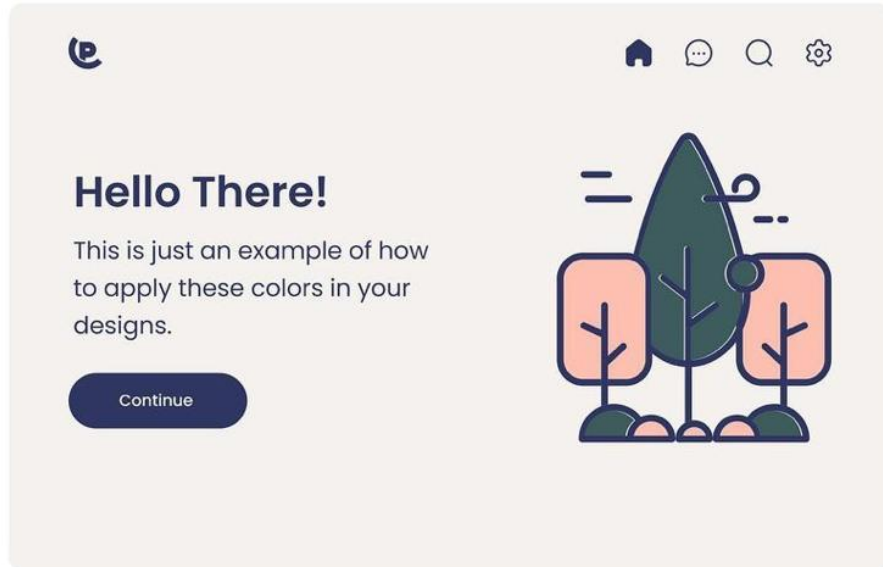 P
Hello There!
This is just an example of how
to apply these colors in your
designs.
Continue